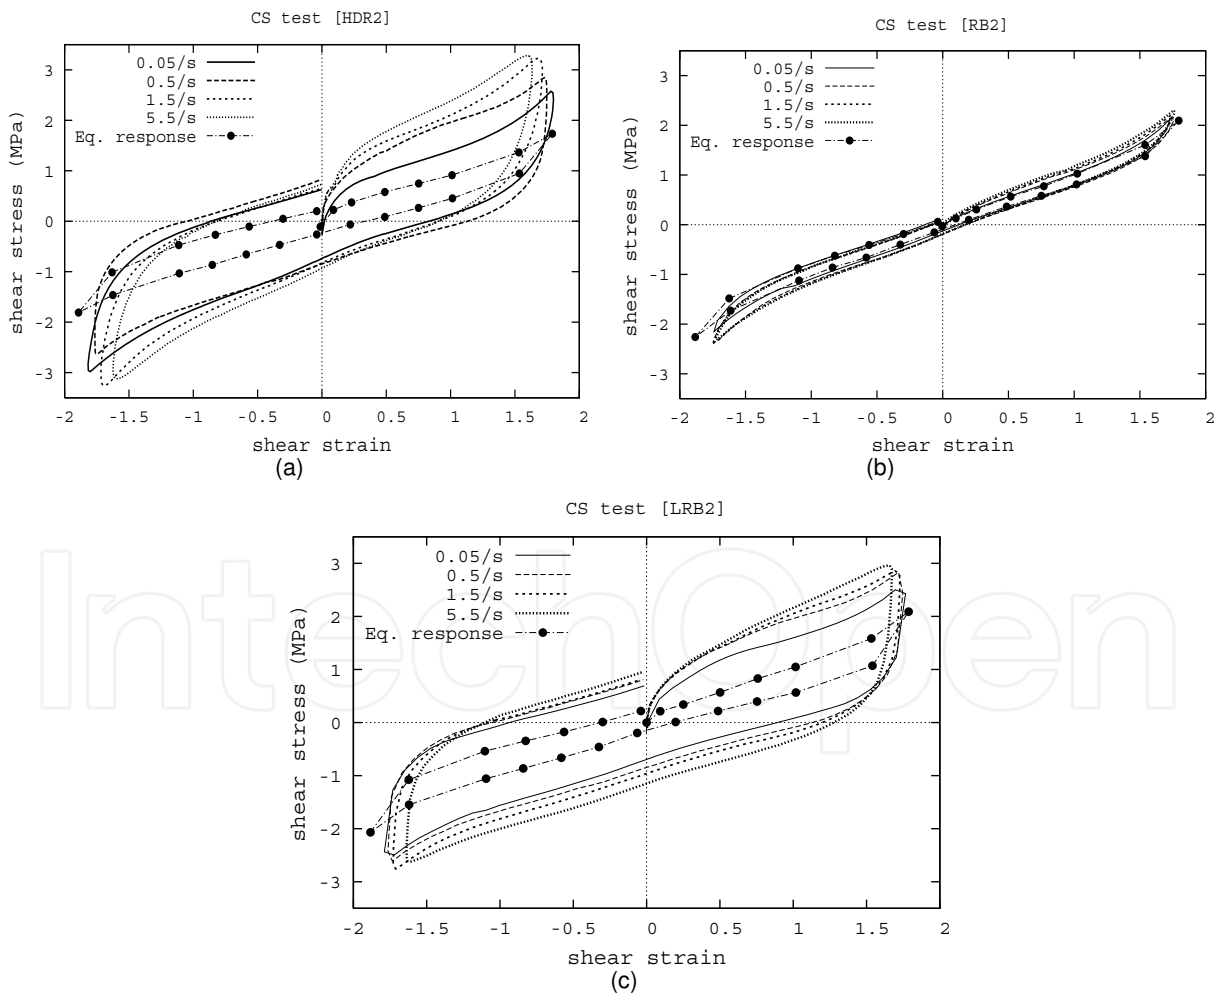 CS test [HDR2]
0.05/s
0.5/s
1.5/s
5.5/s
Eq. response
shear stress (MPa)
3
2
1
0
-1
-2
-3
-2 -1.5 -1 -0.5 0 0.5 1 1.5 2
shear strain
(a)
CS test [RB2]
0.05/s
0.5/s
1.5/s
5.5/s
Eq. response
shear stress (MPa)
3
2
1
0
-1
-2
-3
-2 -1.5 -1 -0.5 0 0.5 1 1.5 2
shear strain
(b)
CS test [LRB2]
0.05/s
0.5/s
1.5/s
5.5/s
Eq. response
shear stress (MPa)
3
2
1
0
-1
-2
-3
-2 -1.5 -1 -0.5 0 0.5 1 1.5 2
shear strain
(c)
IntechOpen